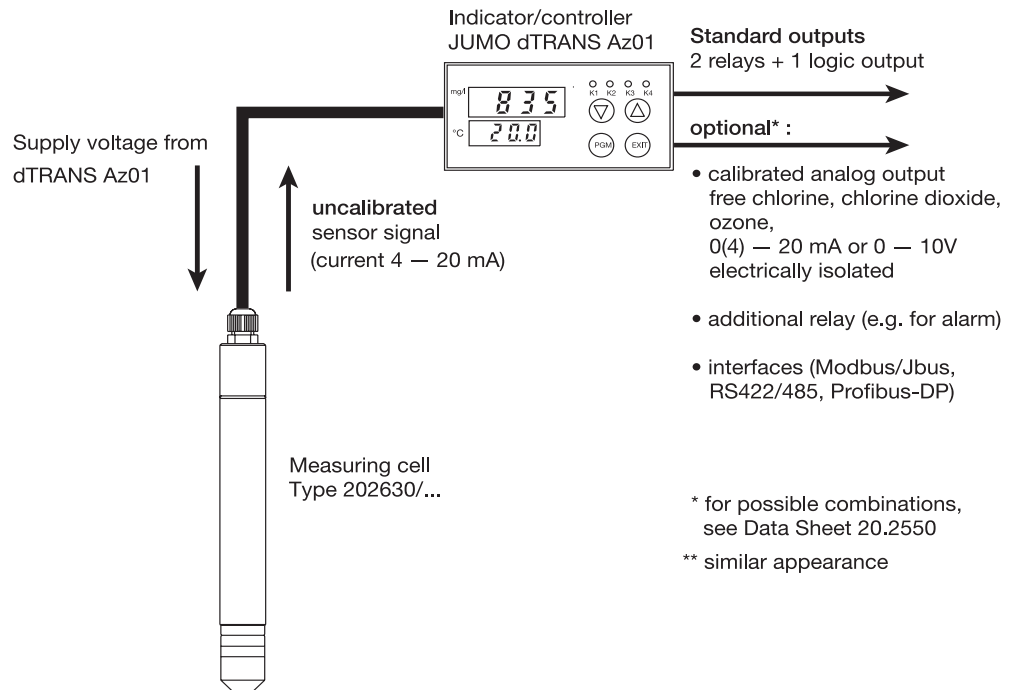 Indicator/controller
JUMO dTRANS Az01
Standard outputs
2 relays + 1 logic output
mg/l
835
K1 K2 K3 K4
°C
20.0
PGM
EXIT
optional* :
Supply voltage from
dTRANS Az01
uncalibrated
sensor signal
(current 4 — 20 mA)
• calibrated analog output
free chlorine, chlorine dioxide,
ozone,
0(4) — 20 mA or 0 — 10V
electrically isolated
• additional relay (e.g. for alarm)
• interfaces (Modbus/Jbus,
RS422/485, Profibus-DP)
Measuring cell
Type 202630/...
* for possible combinations,
see Data Sheet 20.2550
** similar appearance